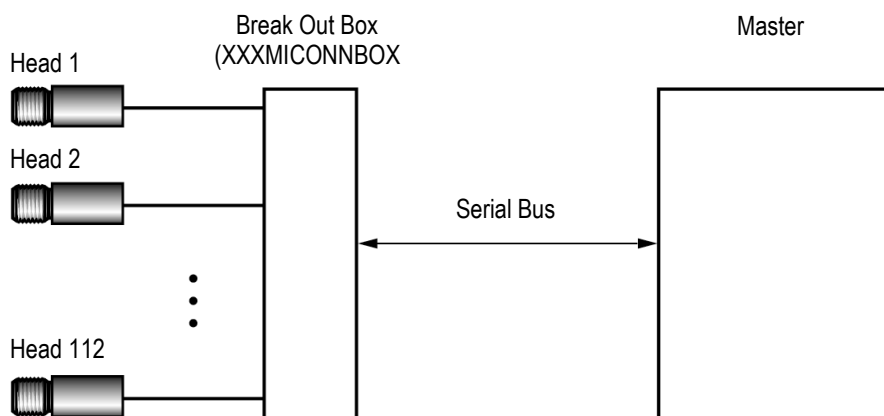 Break Out Box
(XXXMICONNBOX
Master
Head 1
Head 2
Serial Bus
Head 112